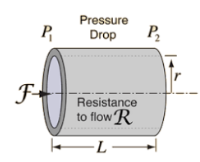 Pressure
P1 Drop P2
r
ℱ
Resistance
to flow ℛ
L